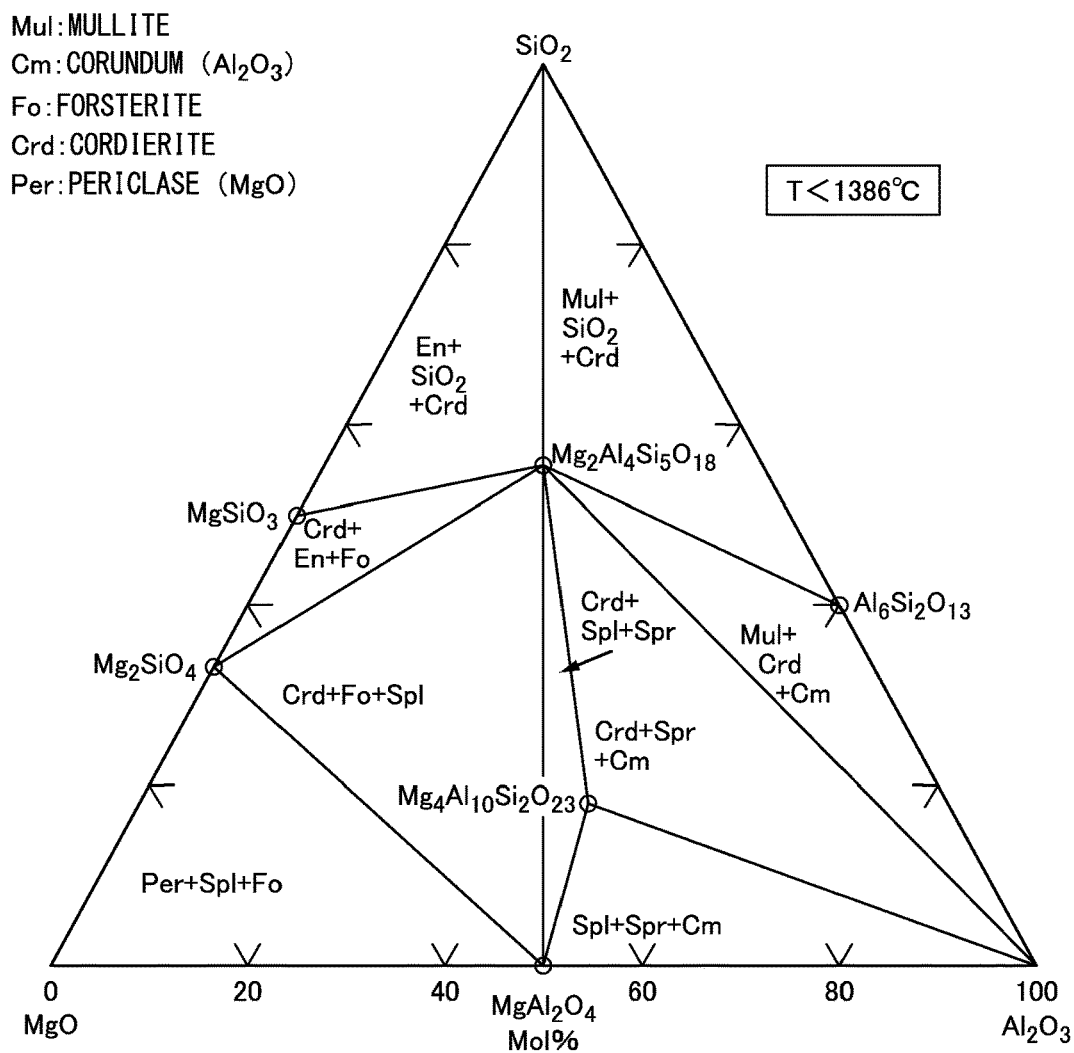 Mul:MULLITE
Cm:CORUNDUM (Al₂O₃)
Fo:FORSTERITE
Crd:CORDIERITE
Per:PERICLASE (MgO)
SiO₂
T<1386℃
Mul+
SiO₂
+Crd
En+
SiO₂
+Crd
Mg₂Al₄Si₅O₁₈
MgSiO₃
Crd+
En+Fo
Crd+
Spl+Spr
Al₆Si₂O₁₃
Mul+
Crd
+Cm
Mg₂SiO₄
Crd+Fo+Spl
Crd+Spr
+Cm
Mg₄Al₁₀Si₂O₂₃
Per+Spl+Fo
Spl+Spr+Cm
0 20 40 60 80 100
MgO MgAl₂O₄ Al₂O₃
Mol%